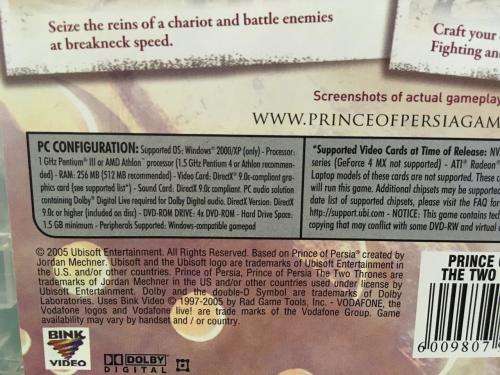 Seize the reins of a chariot and battle enemies
at breakneck speed.
Craft your
Fighting an
Screenshots of actual gameplay
WWW.PRINCEOFPERSIAGAM
PC CONFIGURATION: Supported OS: Windows® 2000/XP (only) - Processor:
1 GHz Pentium® III or AMD Athlon™ processor (1.5 GHz Pentium 4 or Athlon recommen-
ded) - RAM: 256 MB (512 MB recommended) - Video Card: DirectX® 9.0c-compliant gra-
phics card (see supported list*) - Sound Card: DirectX 9.0c compliant. PC audio solution
containing Dolby® Digital Live required for Dolby Digital audio. DirectX Version: DirectX
9.0c or higher (included on disc) - DVD-ROM DRIVE: 4x DVD-ROM - Hard Drive Space:
1.5 GB minimum - Peripherals Supported: Windows-compatible gamepad
*Supported Video Cards at Time of Release: NV
series (GeForce 4 MX not supported) - ATI® Radeon®
Laptop models of these cards are not supported. These
will run this game. Additional chipsets may be supported
date list of supported chipsets, please visit the FAQ for
http://support.ubi.com - NOTICE: This game contains tec
copying that may conflict with some DVD-RW and virtual
© 2005 Ubisoft Entertainment. All Rights Reserved. Based on Prince of Persia® created by
Jordan Mechner. Ubisoft and the Ubisoft logo are trademarks of Ubisoft Entertainment in
the U.S. and/or other countries. Prince of Persia, Prince of Persia The Two Thrones are
trademarks of Jordan Mechner in the US and/or other countries used under license by
Ubisoft Entertainment. Dolby and the double-D Symbol are trademarks of Dolby
Laboratories. Uses Bink Video © 1997-2005 by Rad Game Tools, Inc. - VODAFONE, the
Vodafone logos and Vodafone live! are trade marks of the Vodafone Group. Game
availability may vary by handset and / or country.
PRINCE
THE TWO
6009807
BINK
VIDEO
DOLBY
DIGITAL